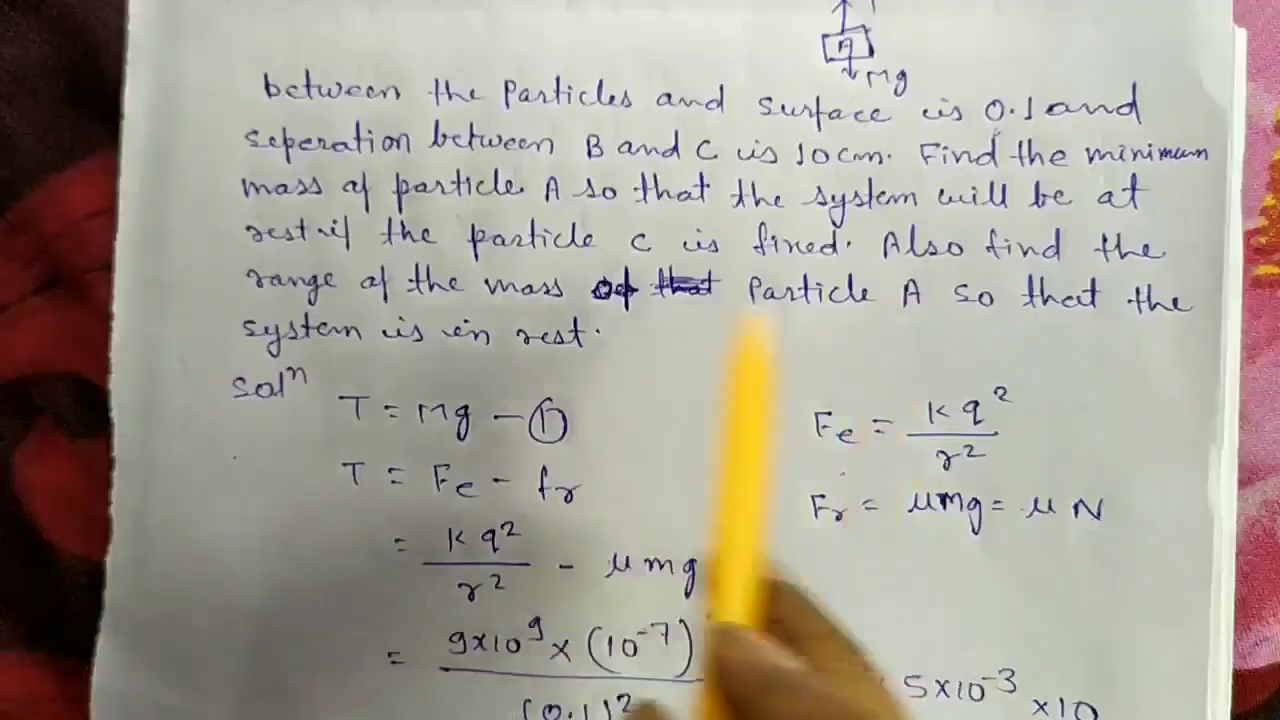 A
Mg
between the particles and surface is 0.1 and
seperation between B and C is 10cm. Find the minimum
mass of particle A so that the system will be at
rest if the particle C is fixed. Also find the
range of the mass of that Particle A so that the
system is in rest.
Solⁿ
T = Mg — ①
Fe = Kq²/r²
T = Fe - fr
Fr = μmg = μN
= Kq²/r² - μmg
= 9×10⁹ × (10⁻⁷)
(0.1)²
5×10⁻³ ×10